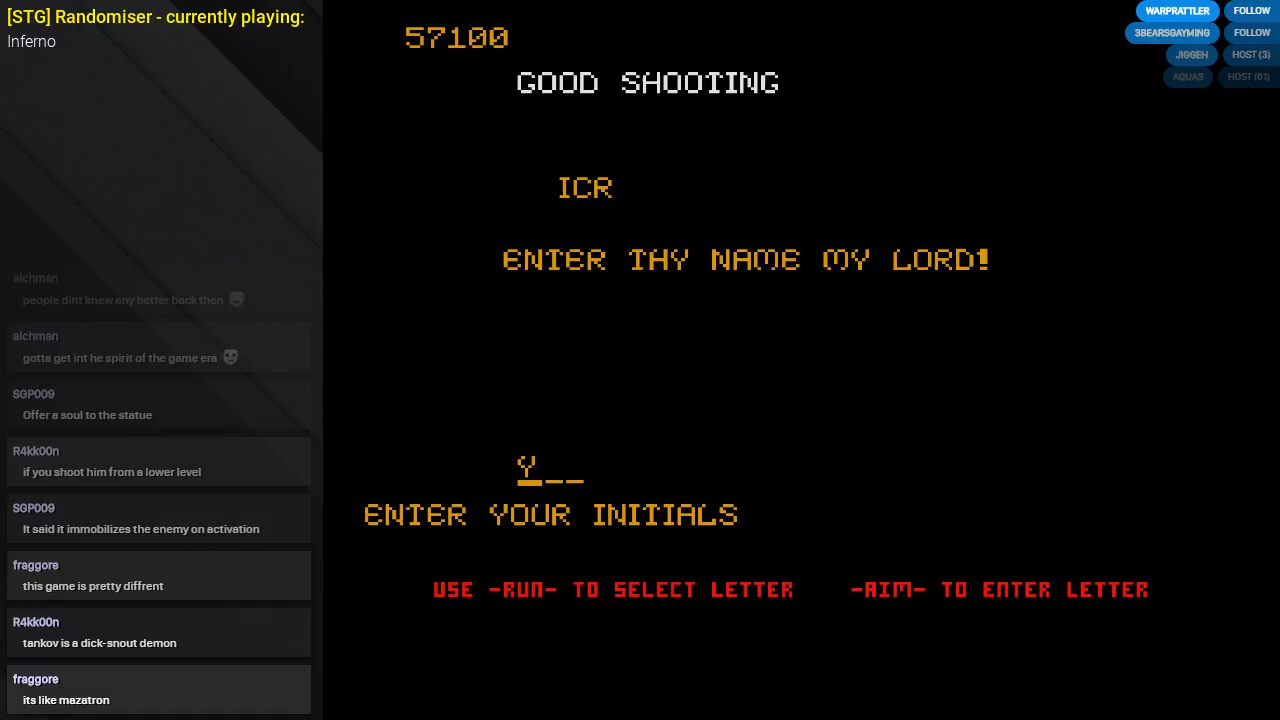 [STG] Randomiser - currently playing:
Inferno
57100
GOOD SHOOTING
ICR
ENTER THY NAME MY LORD!
Y__
ENTER YOUR INITIALS
USE -RUN- TO SELECT LETTER -AIM- TO ENTER LETTER
WARPRATTLER FOLLOW
3BEARSGAYMING FOLLOW
JIGGEH HOST (3)
AQUAS HOST (61)
alchman
people dint knew any better back then
alchman
gotta get int he spirit of the game era
SGP009
Offer a soul to the statue
R4kk00n
if you shoot him from a lower level
SGP009
It said it immobilizes the enemy on activation
fraggore
this game is pretty diffrent
R4kk00n
tankov is a dick-snout demon
fraggore
its like mazatron